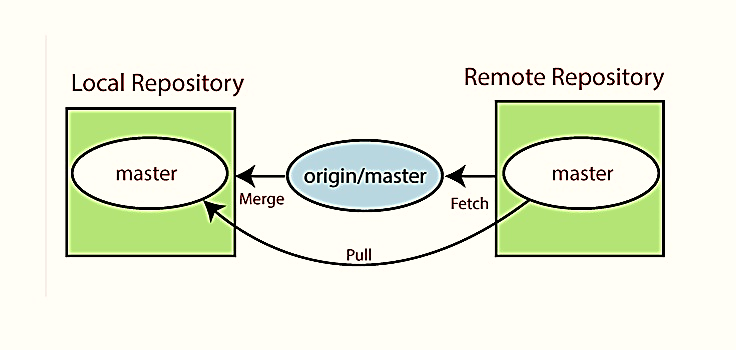 Local Repository
Remote Repository
master
origin/master
master
Merge
Fetch
Pull